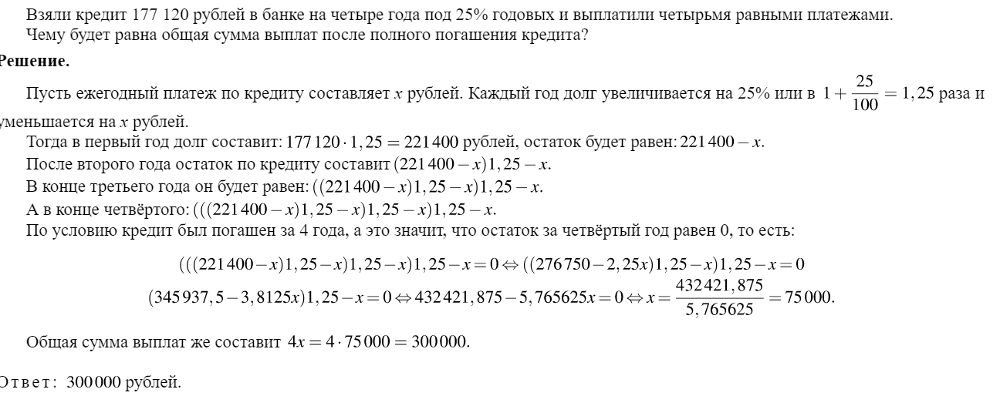 Взяли кредит 177 120 рублей в банке на четыре года под 25% годовых и выплатили четырьмя равными платежами.
Чему будет равна общая сумма выплат после полного погашения кредита?
Решение.
Пусть ежегодный платеж по кредиту составляет x рублей. Каждый год долг увеличивается на 25% или в 1 + 25/100 = 1,25 раза и
уменьшается на x рублей.
Тогда в первый год долг составит: 177 120 · 1,25 = 221 400 рублей, остаток будет равен: 221 400 − x.
После второго года остаток по кредиту составит (221 400 − x)1,25 − x.
В конце третьего года он будет равен: ((221 400 − x)1,25 − x)1,25 − x.
А в конце четвёртого: (((221 400 − x)1,25 − x)1,25 − x)1,25 − x.
По условию кредит был погашен за 4 года, а это значит, что остаток за четвёртый год равен 0, то есть:
(((221 400 − x)1,25 − x)1,25 − x)1,25 − x = 0 ⇔ ((276 750 − 2,25x)1,25 − x)1,25 − x = 0
(345 937,5 − 3,8125x)1,25 − x = 0 ⇔ 432 421,875 − 5,765625x = 0 ⇔ x = 432 421,875/5,765625 = 75 000.
Общая сумма выплат же составит 4x = 4 · 75 000 = 300 000.
Ответ: 300 000 рублей.